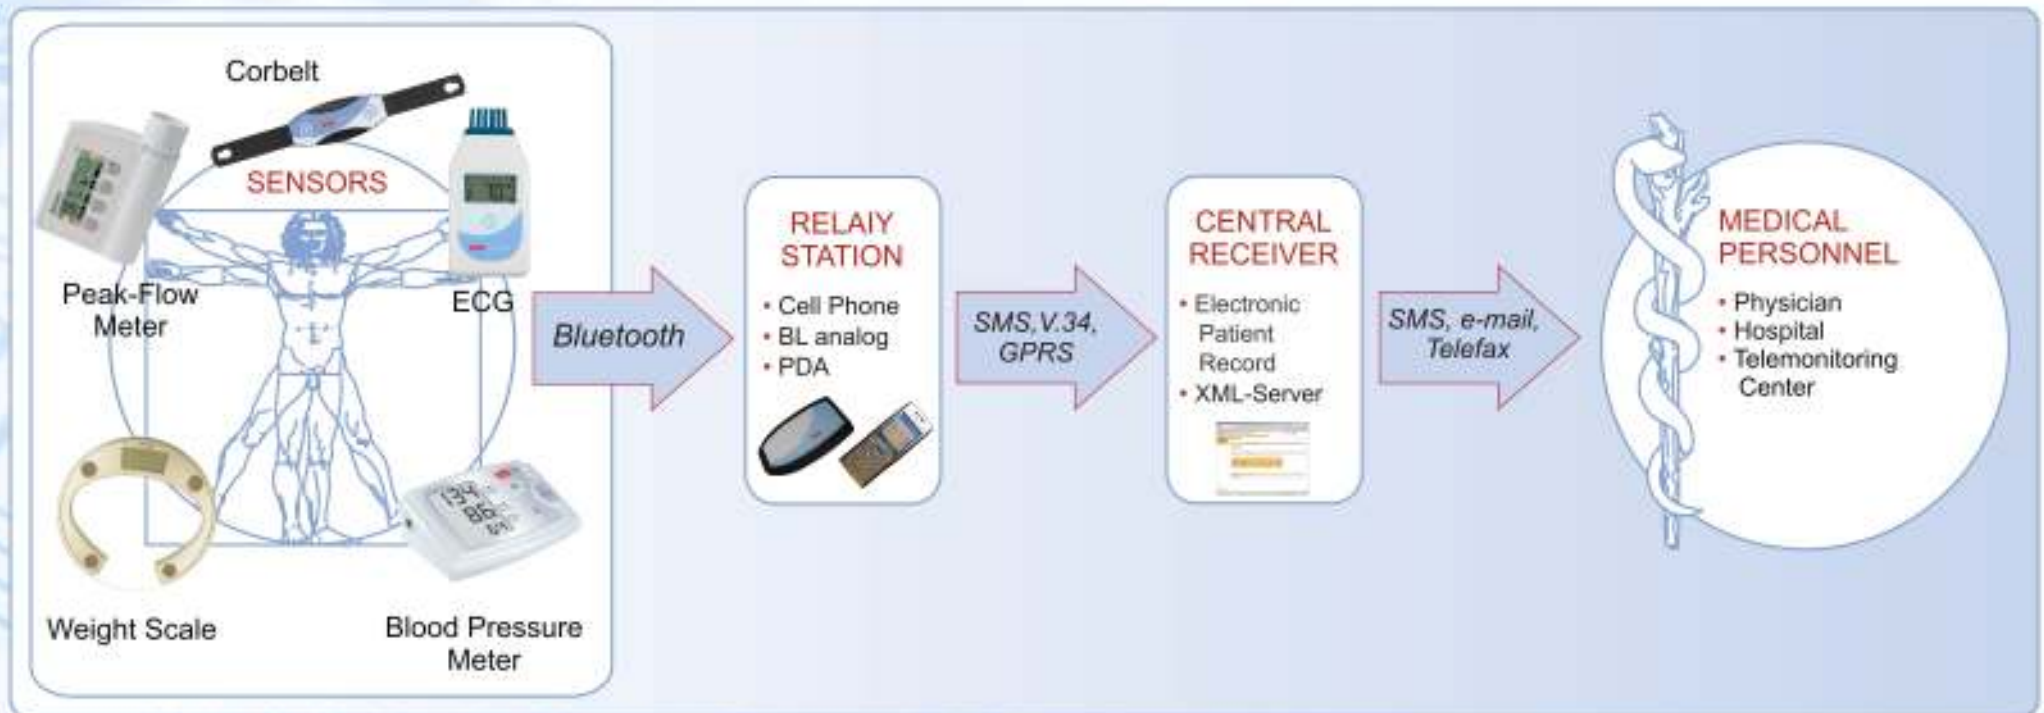 Corbelt
SENSORS
Peak-Flow
Meter
ECG
Weight Scale
Blood Pressure
Meter
Bluetooth
RELAIY
STATION
• Cell Phone
• BL analog
• PDA
SMS,V.34,
GPRS
CENTRAL
RECEIVER
• Electronic
Patient
Record
• XML-Server
SMS, e-mail,
Telefax
MEDICAL
PERSONNEL
• Physician
• Hospital
• Telemonitoring
Center